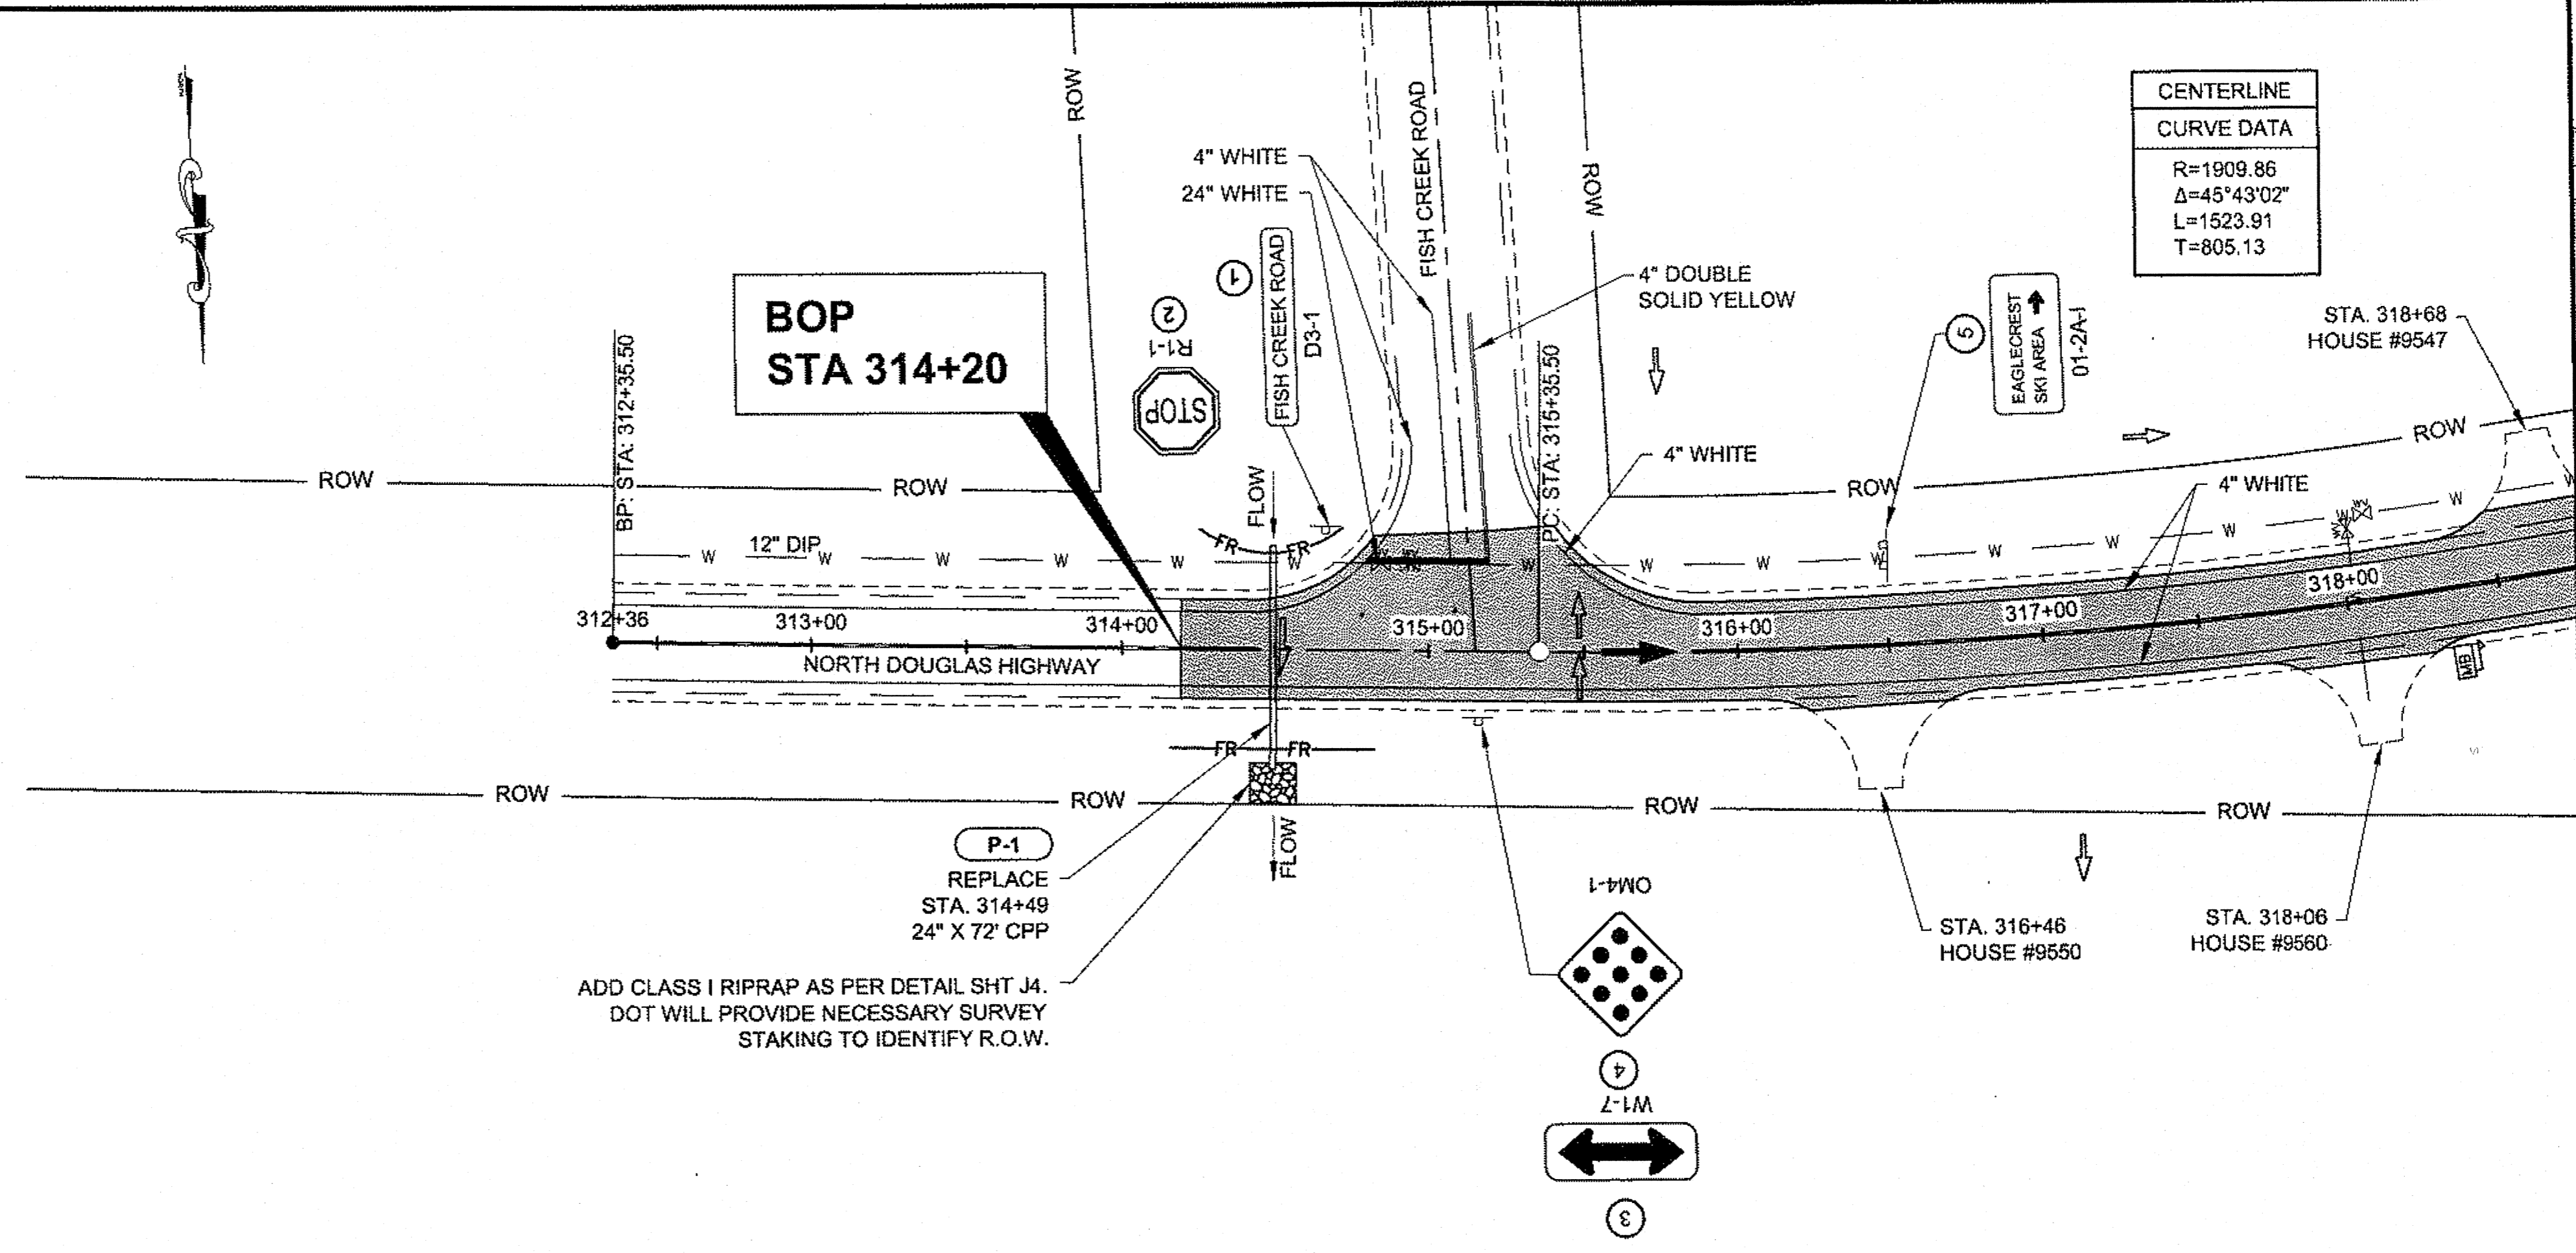 CENTERLINE
CURVE DATA
R=1909.86
Δ=45°43'02"
L=1523.91
T=805.13
ROW
FISH CREEK ROAD
ROW
4" WHITE
24" WHITE
1
FISH CREEK ROAD
D3-1
2
R1-1
STOP
4" DOUBLE
SOLID YELLOW
BOP
STA 314+20
BP: STA: 312+35.50
PC: STA: 315+35.50
5
EAGLECREST
SKI AREA
01-2A-I
STA. 318+68
HOUSE #9547
ROW
ROW
FLOW
4" WHITE
ROW
4" WHITE
ROW
12" DIP
W W W W W W W W W W W W W W W
FR FR
312+36
313+00
314+00
315+00
316+00
317+00
318+00
NORTH DOUGLAS HIGHWAY
MB
FR FR
ROW
ROW
ROW
ROW
FLOW
P-1
REPLACE
STA. 314+49
24" X 72' CPP
ADD CLASS I RIPRAP AS PER DETAIL SHT J4.
DOT WILL PROVIDE NECESSARY SURVEY
STAKING TO IDENTIFY R.O.W.
OM4-1
4
W1-7
3
STA. 316+46
HOUSE #9550
STA. 318+06
HOUSE #9560